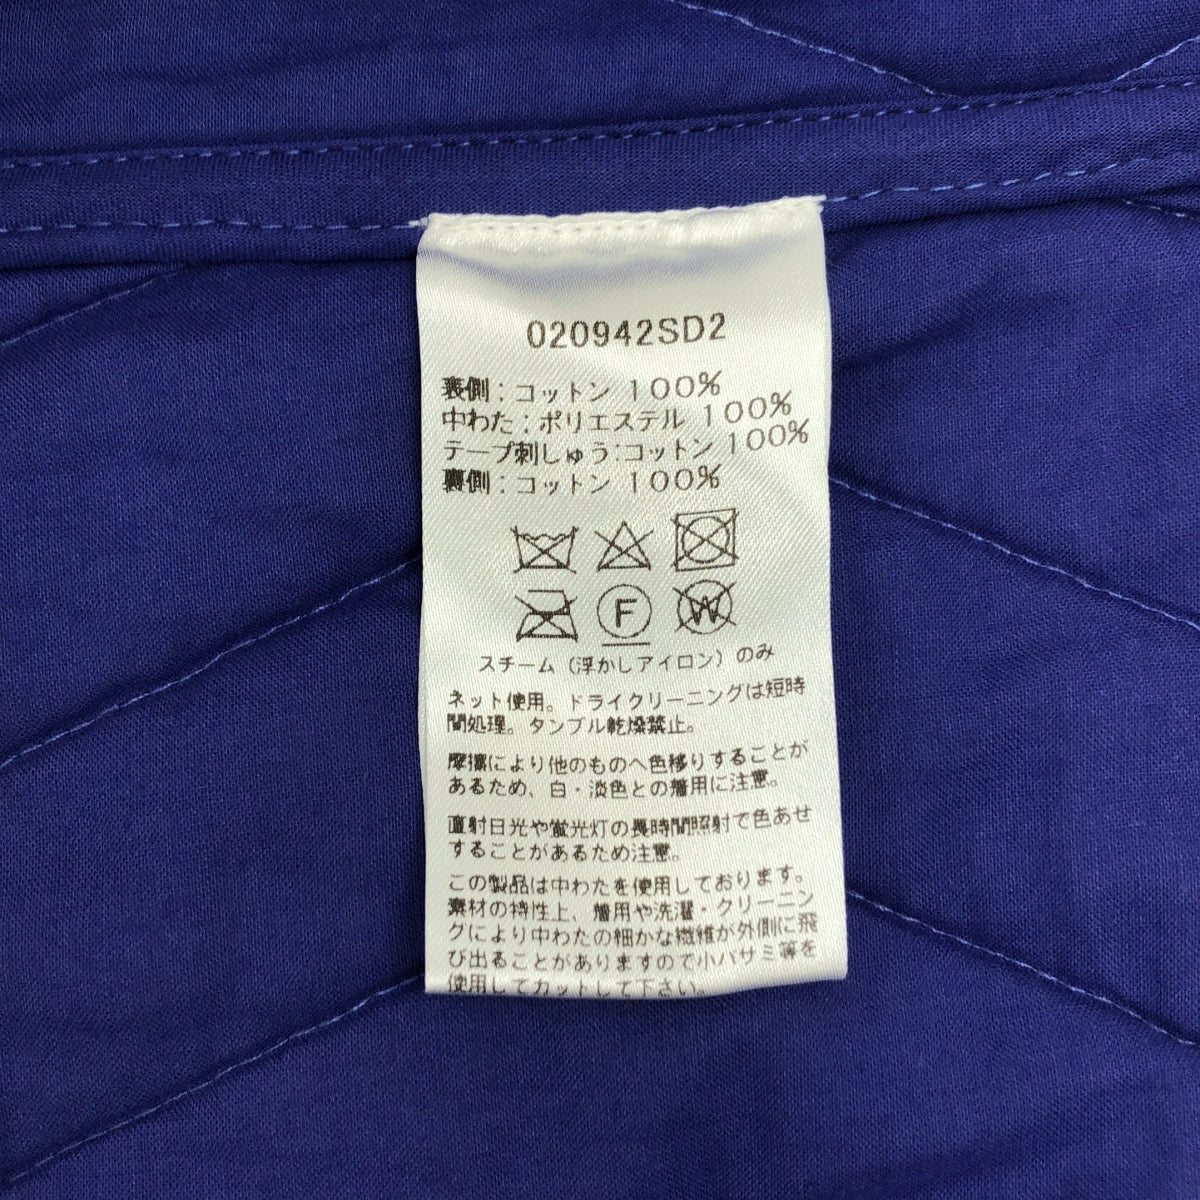 020942SD2
表側：コットン 100%
中わた：ポリエステル 100%
テープ刺しゅう：コットン 100%
裏側：コットン 100%
F
W
スチーム（浮かしアイロン）のみ
ネット使用。ドライクリーニングは短時
間処理。タンブル乾燥禁止。
摩擦により他のものへ色移りすることが
あるため、白・淡色との着用に注意。
直射日光や蛍光灯の長時間照射で色あせ
することがあるため注意。
この製品は中わたを使用しております。
素材の特性上、着用や洗濯・クリーニン
グにより中わたの細かな繊維が外側に飛
び出ることがありますので小バサミ等を
使用してカットして下さい。